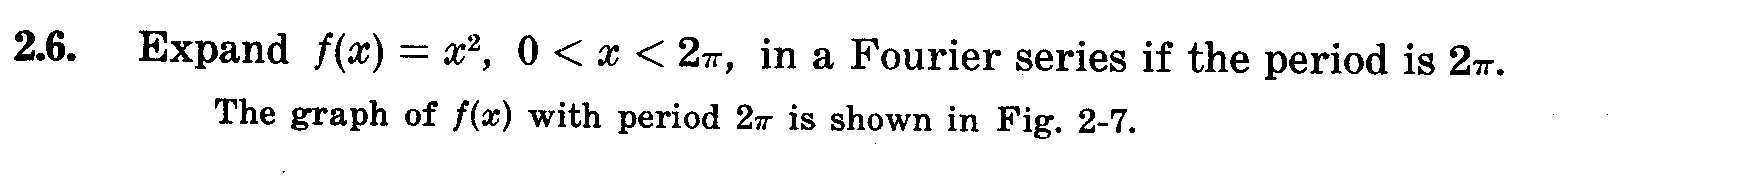 2.6. Expand f(x) = x², 0 < x < 2π, in a Fourier series if the period is 2π.
The graph of f(x) with period 2π is shown in Fig. 2-7.